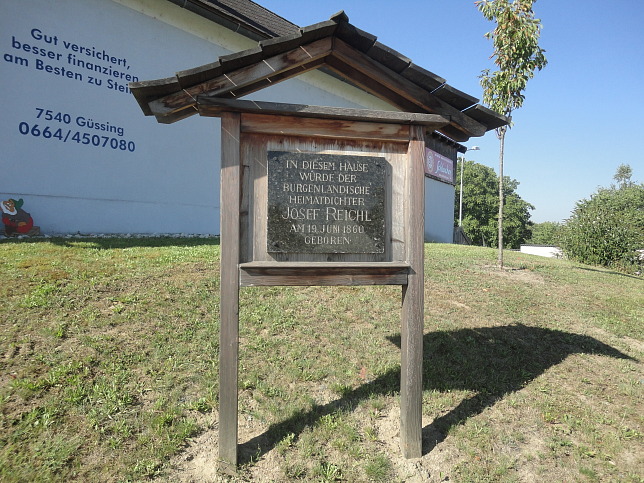 Gut versichert,
besser finanzieren
am Besten zu Stein
7540 Güssing
0664/4507080
IN DIESEM HAUSE
WURDE DER
BURGENLÄNDISCHE
HEIMATDICHTER
JOSEF REICHL
AM 19. JUNI 1860
GEBOREN